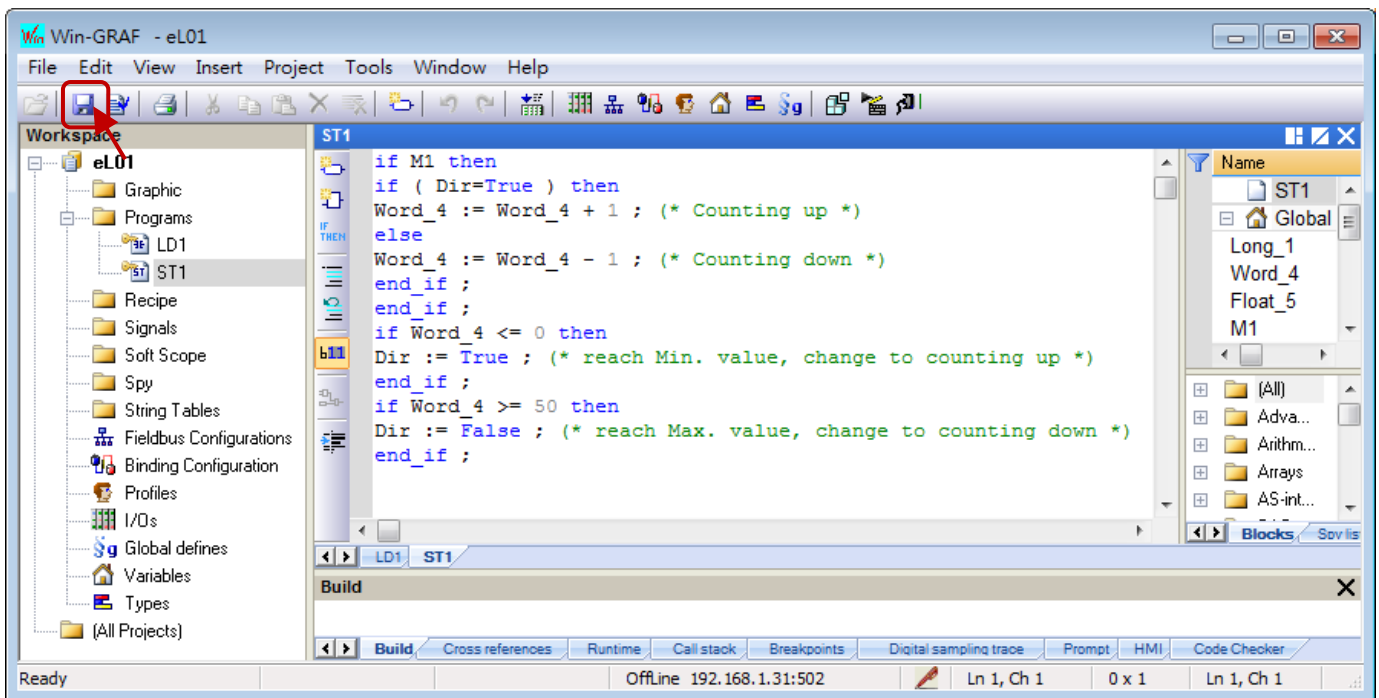 Win Win-GRAF - eL01
File Edit View Insert Project Tools Window Help
Workspace
eL01
Graphic
Programs
LD1
ST ST1
Recipe
Signals
Soft Scope
Spy
String Tables
Fieldbus Configurations
Binding Configuration
Profiles
I/Os
Global defines
Variables
Types
(All Projects)
ST1
IF
THEN
if M1 then
if ( Dir=True ) then
Word_4 := Word_4 + 1 ; (* Counting up *)
else
Word_4 := Word_4 - 1 ; (* Counting down *)
end_if ;
end_if ;
if Word_4 <= 0 then
Dir := True ; (* reach Min. value, change to counting up *)
end_if ;
if Word_4 >= 50 then
Dir := False ; (* reach Max. value, change to counting down *)
end_if ;
LD1 ST1
Name
ST1
Global
Long_1
Word_4
Float_5
M1
(All)
Adva...
Arithm...
Arrays
AS-int...
Blocks Spy lis
Build
Build Cross references Runtime Call stack Breakpoints Digital sampling trace Prompt HMI Code Checker
Ready OffLine 192.168.1.31:502 Ln 1, Ch 1 0 x 1 Ln 1, Ch 1